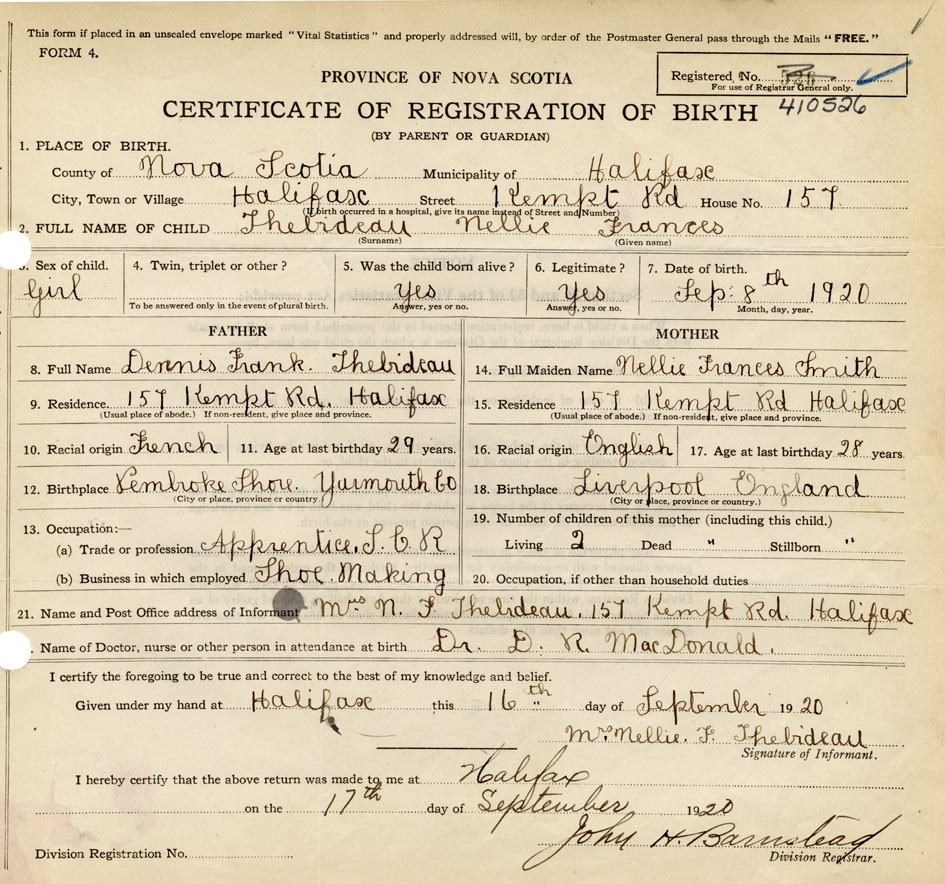 This form if placed in an unsealed envelope marked "Vital Statistics" and properly addressed will, by order of the Postmaster General pass through the Mails "FREE."
FORM 4.
PROVINCE OF NOVA SCOTIA
Registered, No. 526
For use of Registrar General only.
CERTIFICATE OF REGISTRATION OF BIRTH 410526
(BY PARENT OR GUARDIAN)
1. PLACE OF BIRTH.
County of Nova Scotia Municipality of Halifax
City, Town or Village Halifax Street Kempt Rd House No. 157
(If birth occurred in a hospital, give its name instead of Street and Number)
2. FULL NAME OF CHILD Thebideau Nellie Frances
(Surname) (Given name)
3. Sex of child. 4. Twin, triplet or other ? 5. Was the child born alive ? 6. Legitimate ? 7. Date of birth.
Girl Yes Yes Sep: 8th 1920
To be answered only in the event of plural birth. Answer, yes or no. Answer, yes or no. Month, day, year.
FATHER
8. Full Name Dennis Frank. Thebideau
9. Residence. 157 Kempt Rd. Halifax
(Usual place of abode.) If non-resident, give place and province.
10. Racial origin French 11. Age at last birthday 29 years.
12. Birthplace Pembroke Shore. Yarmouth Co
(City or place, province or country.)
13. Occupation:—
(a) Trade or profession Apprentice. S. C R
(b) Business in which employed Shoe. Making
MOTHER
14. Full Maiden Name Nellie Frances Smith
15. Residence 157 Kempt Rd Halifax
(Usual place of abode.) If non-resident, give place and province.
16. Racial origin English 17. Age at last birthday 28 years.
18. Birthplace Liverpool England
(City or place, province or country.)
19. Number of children of this mother (including this child.)
Living 2 Dead " Stillborn "
20. Occupation, if other than household duties
21. Name and Post Office address of Informant Mrs N. F Thebideau. 157 Kempt Rd. Halifax
. Name of Doctor, nurse or other person in attendance at birth Dr. D. R. MacDonald.
I certify the foregoing to be true and correct to the best of my knowledge and belief.
Given under my hand at Halifax this 16th day of September 1920
Mrs Nellie. F. Thebideau
Signature of Informant.
I hereby certify that the above return was made to me at Halifax
on the 17th day of September 1920
John H. Barnstead
Division Registrar.
Division Registration No.